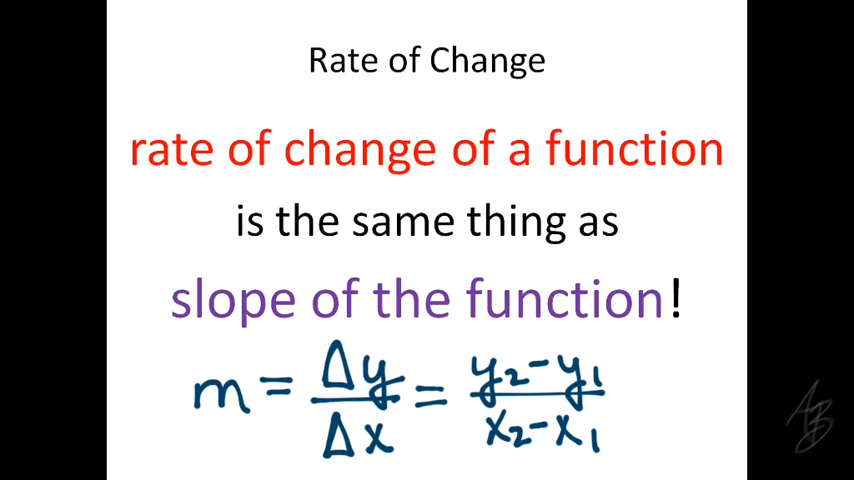 Rate of Change
rate of change of a function
is the same thing as
slope of the function!
m = Δy/Δx = y₂-y₁/x₂-x₁